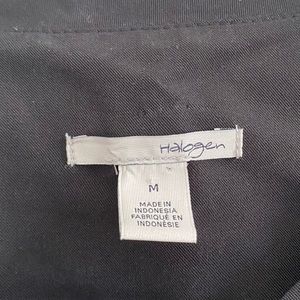 Halogen
M
MADE IN
INDONESIA
FABRIQUÉ EN
INDONÉSIE